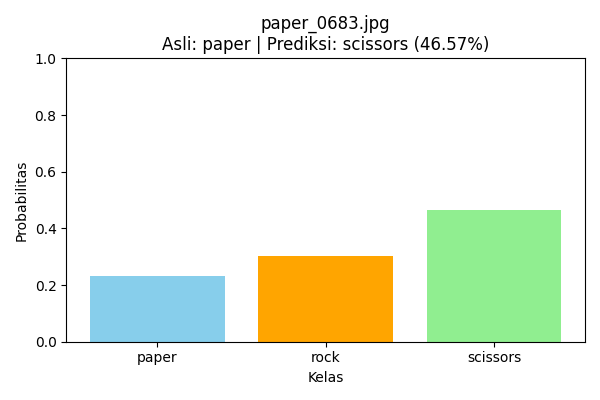 paper_0683.jpg
Asli: paper | Prediksi: scissors (46.57%)
1.0
0.8
0.6
0.4
0.2
0.0
Probabilitas
paper rock scissors
Kelas